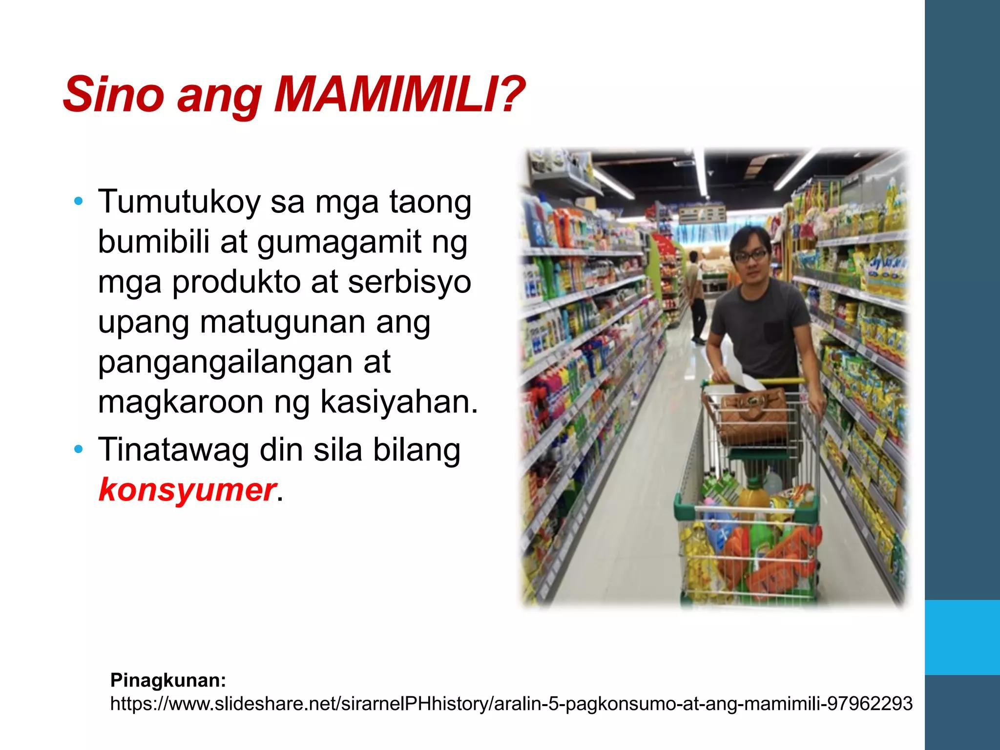 Sino ang MAMIMILI?
• Tumutukoy sa mga taong
bumibili at gumagamit ng
mga produkto at serbisyo
upang matugunan ang
pangangailangan at
magkaroon ng kasiyahan.
• Tinatawag din sila bilang
konsyumer.
Pinagkunan:
https://www.slideshare.net/sirarnelPHhistory/aralin-5-pagkonsumo-at-ang-mamimili-97962293